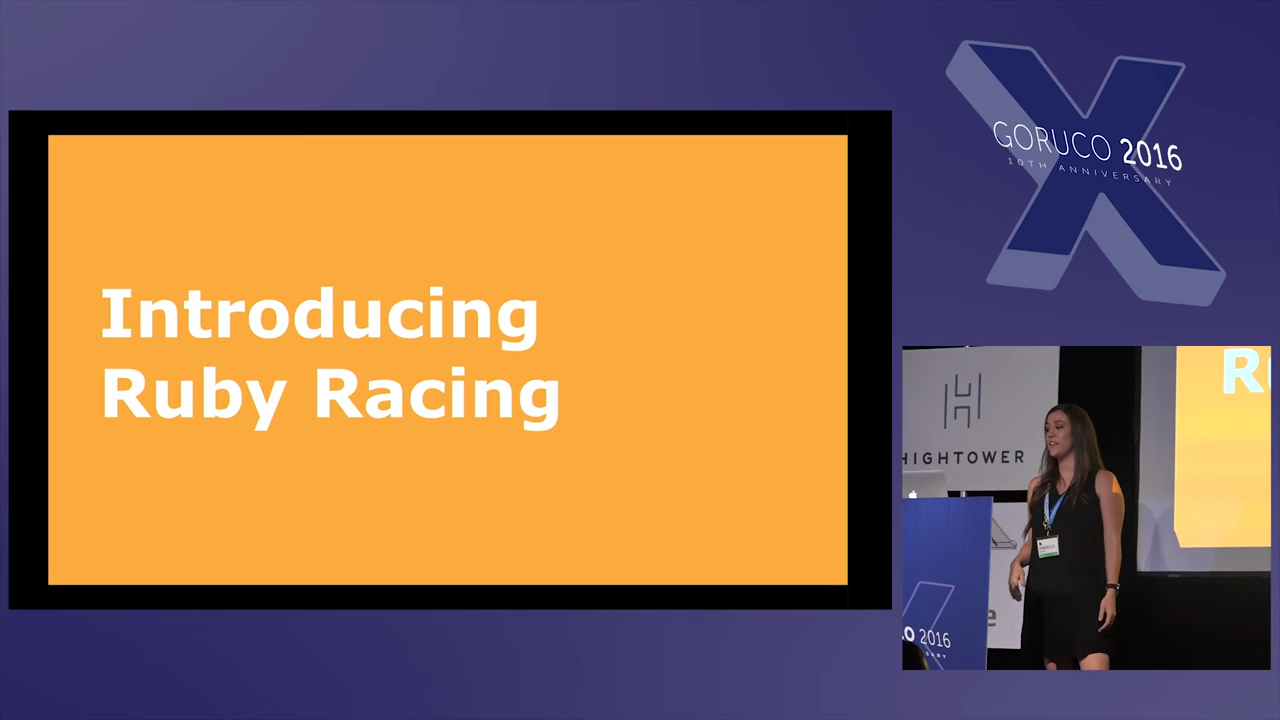 Introducing
Ruby Racing
GORUCO 2016
10TH ANNIVERSARY
HIGHTOWER
2016